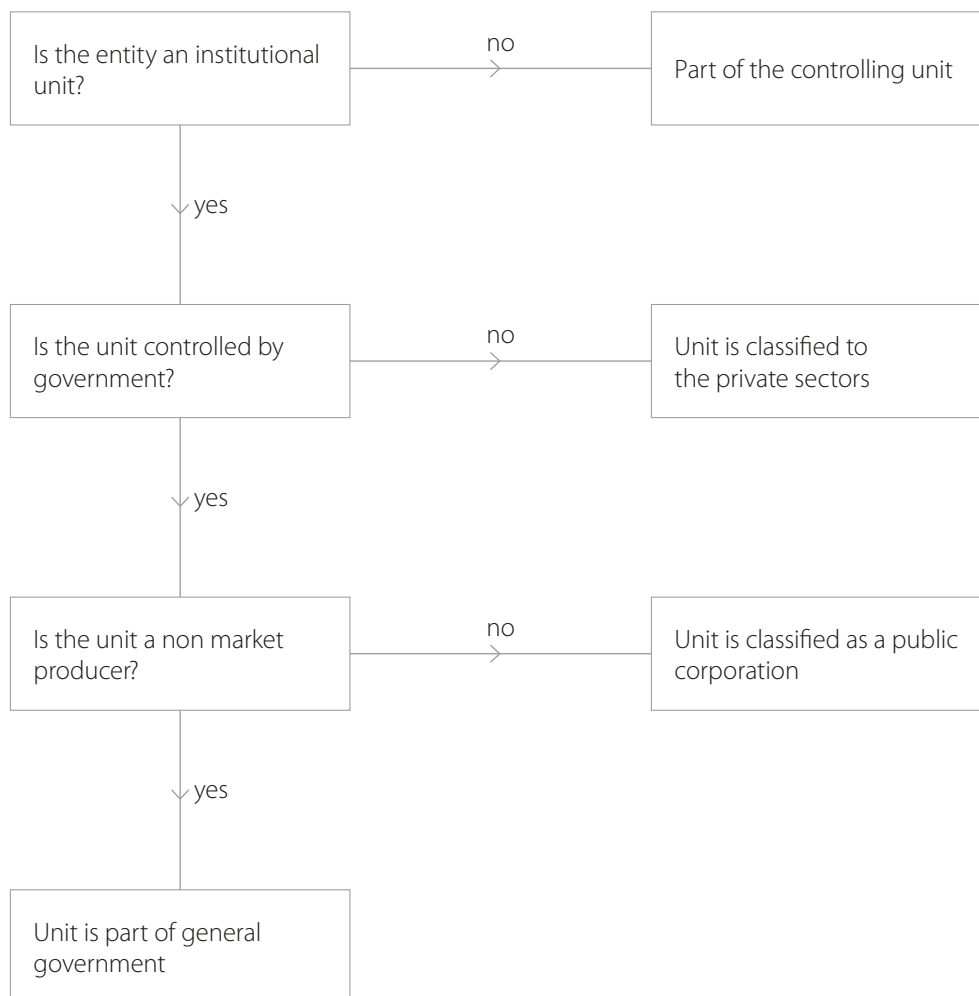 Is the entity an institutional
unit?
no
Part of the controlling unit
yes
Is the unit controlled by
government?
no
Unit is classified to
the private sectors
yes
Is the unit a non market
producer?
no
Unit is classified as a public
corporation
yes
Unit is part of general
government